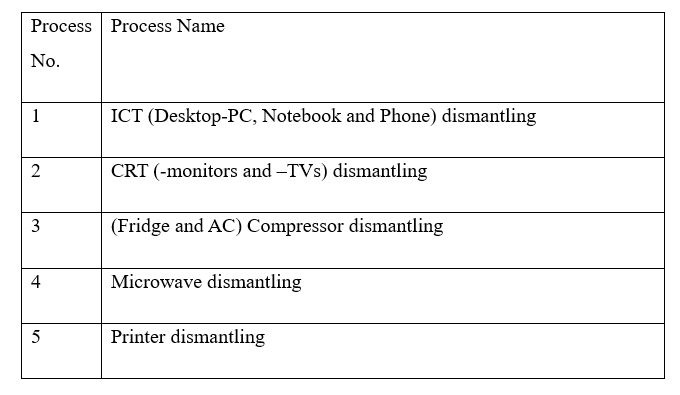 Process Process Name
No.
1 ICT (Desktop-PC, Notebook and Phone) dismantling
2 CRT (-monitors and –TVs) dismantling
3 (Fridge and AC) Compressor dismantling
4 Microwave dismantling
5 Printer dismantling